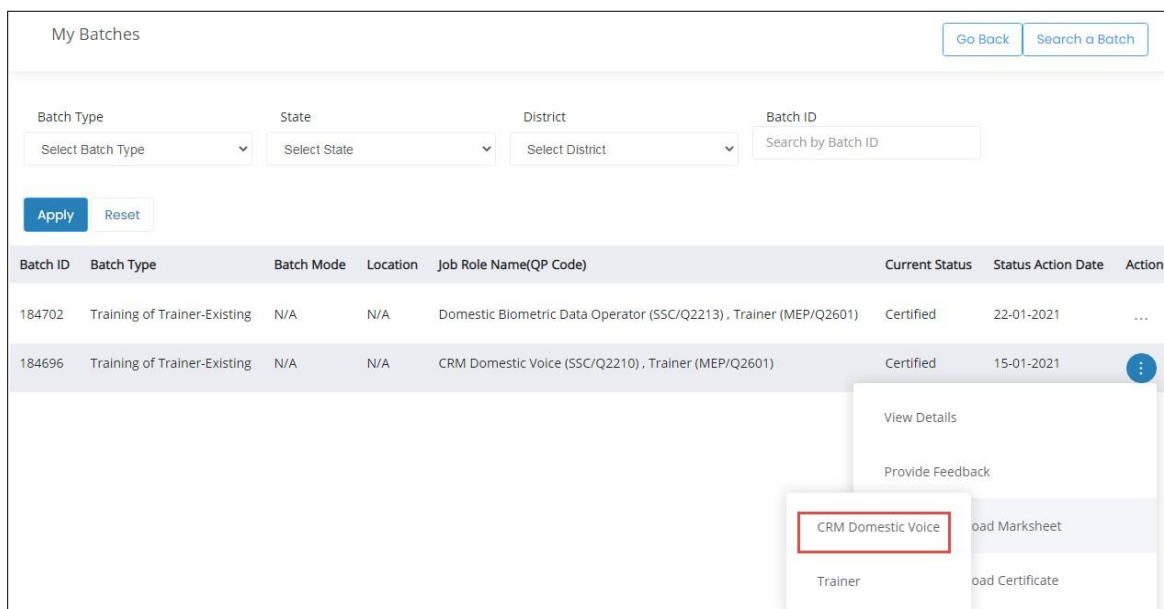 My Batches
Go Back Search a Batch
Batch Type State District Batch ID
Select Batch Type Select State Select District Search by Batch ID
Apply Reset
Batch ID Batch Type Batch Mode Location Job Role Name(QP Code) Current Status Status Action Date Action
184702 Training of Trainer-Existing N/A N/A Domestic Biometric Data Operator (SSC/Q2213) , Trainer (MEP/Q2601) Certified 22-01-2021 ...
184696 Training of Trainer-Existing N/A N/A CRM Domestic Voice (SSC/Q2210) , Trainer (MEP/Q2601) Certified 15-01-2021
View Details
Provide Feedback
CRM Domestic Voice oad Marksheet
Trainer oad Certificate